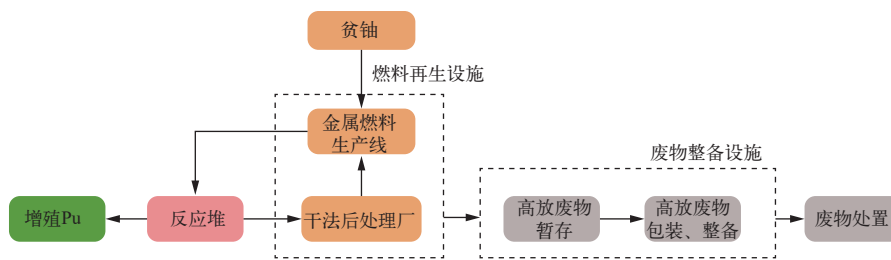 贫铀
燃料再生设施
金属燃料
生产线
废物整备设施
增殖Pu
反应堆
干法后处理厂
高放废物
暂存
高放废物
包装、整备
废物处置